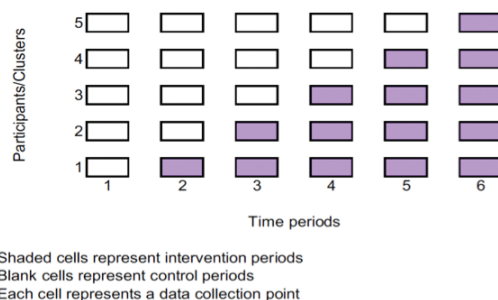 Participants/Clusters
5
4
3
2
1
1 2 3 4 5 6
Time periods
Shaded cells represent intervention periods
Blank cells represent control periods
Each cell represents a data collection point